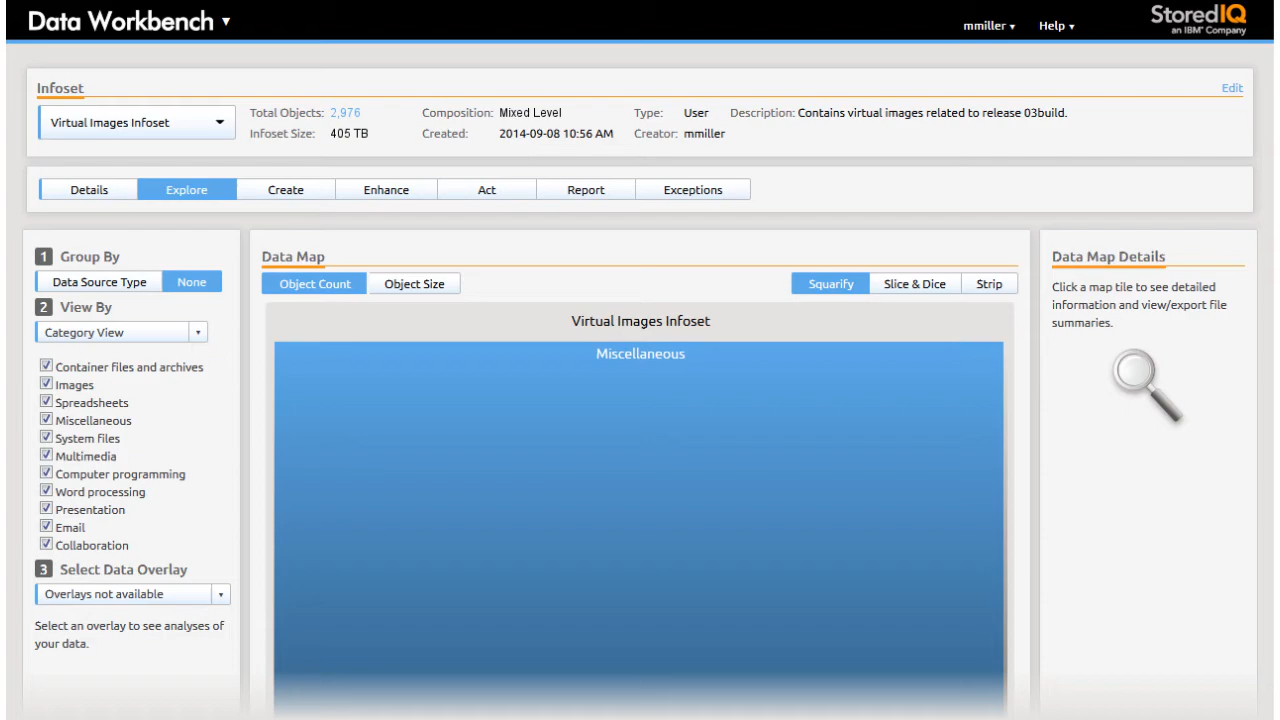 Data Workbench
mmiller
Help
StoredIQ
an IBM® Company
Infoset
Edit
Virtual Images Infoset
Total Objects: 2,976
Composition: Mixed Level
Type: User
Description: Contains virtual images related to release 03build.
Infoset Size: 405 TB
Created: 2014-09-08 10:56 AM
Creator: mmiller
Details
Explore
Create
Enhance
Act
Report
Exceptions
1 Group By
Data Source Type
None
2 View By
Category View
Container files and archives
Images
Spreadsheets
Miscellaneous
System files
Multimedia
Computer programming
Word processing
Presentation
Email
Collaboration
3 Select Data Overlay
Overlays not available
Select an overlay to see analyses of
your data.
Data Map
Object Count
Object Size
Squarify
Slice & Dice
Strip
Virtual Images Infoset
Miscellaneous
Data Map Details
Click a map tile to see detailed
information and view/export file
summaries.